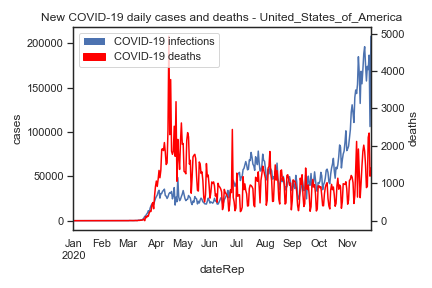 New COVID-19 daily cases and deaths - United_States_of_America
COVID-19 infections
COVID-19 deaths
200000
150000
100000
50000
0
cases
5000
4000
3000
2000
1000
0
deaths
Jan Feb Mar Apr May Jun Jul Aug Sep Oct Nov
2020
dateRep